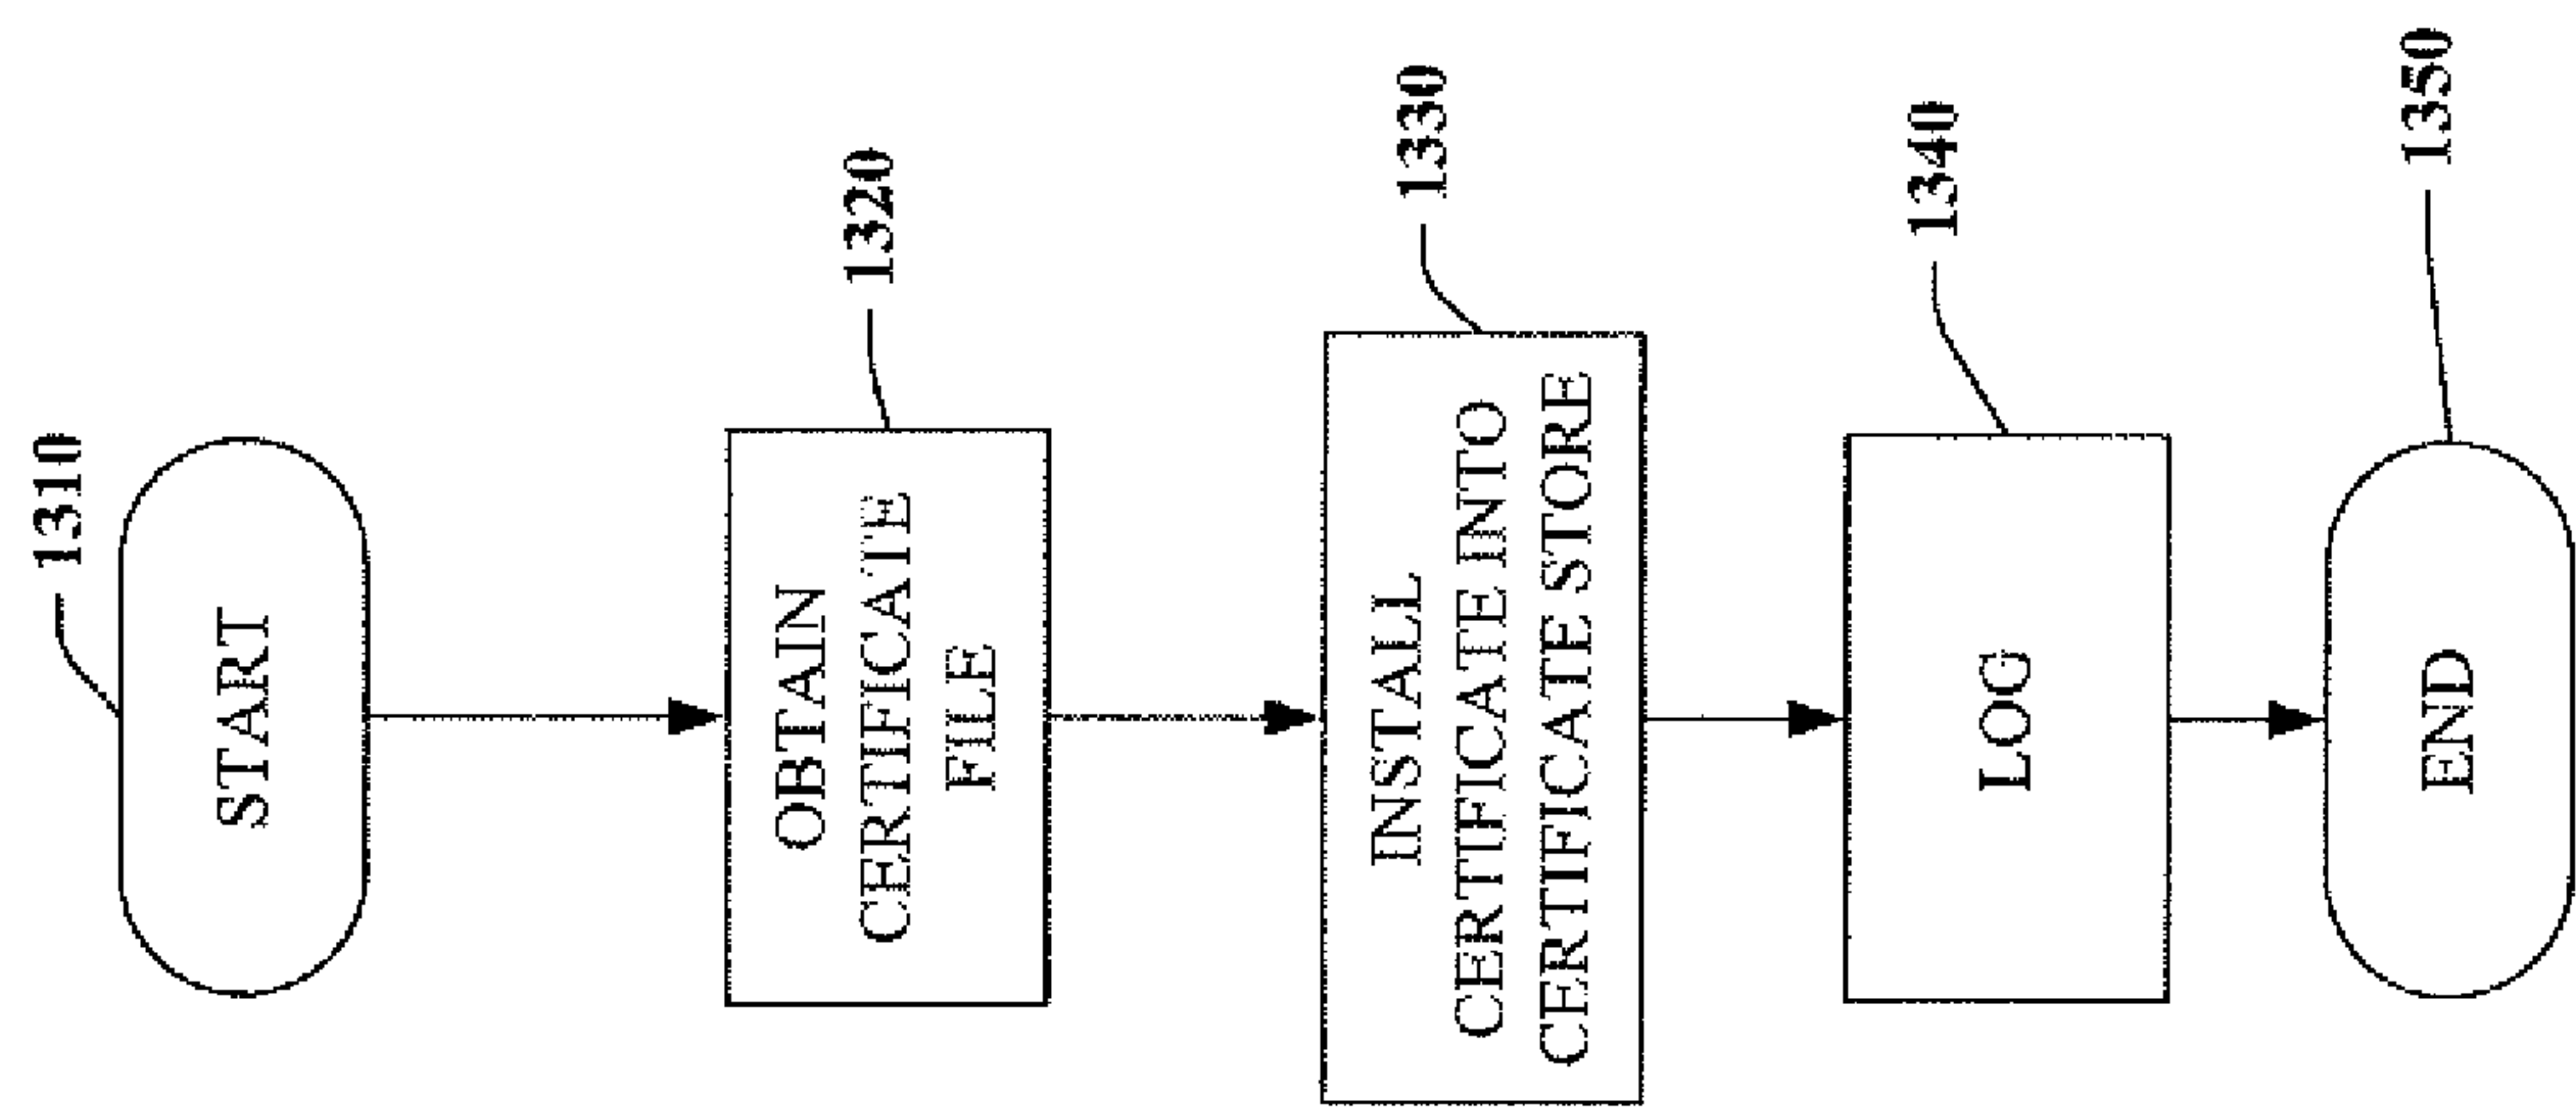 1310
START
1320
OBTAIN
CERTIFICATE
FILE
1330
INSTALL
CERTIFICATE INTO
CERTIFICATE STORE
1340
LOG
1350
END